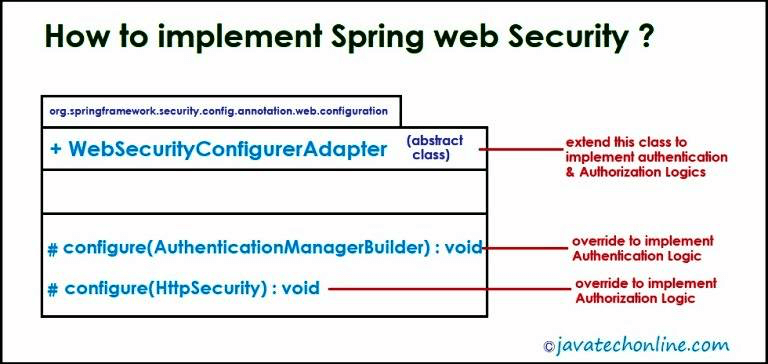 How to implement Spring web Security ?
org.springframework.security.config.annotation.web.configuration
+ WebSecurityConfigurerAdapter
(abstract
class)
extend this class to
implement authentication
& Authorization Logics
# configure(AuthenticationManagerBuilder) : void
override to implement
Authentication Logic
# configure(HttpSecurity) : void
override to implement
Authorization Logic
©javatechonline.com